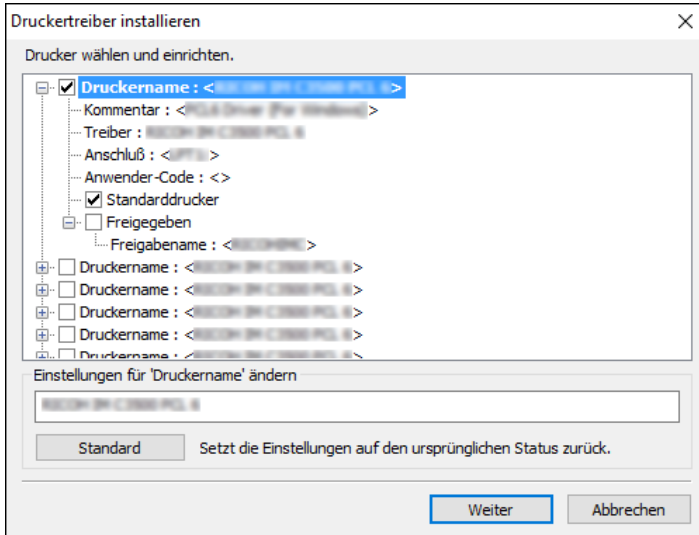 Druckertreiber installieren
Drucker wählen und einrichten.
Druckername : < >
Kommentar : < >
Treiber :
Anschluß : < >
Anwender-Code : <>
Standarddrucker
Freigegeben
Freigabename : < >
Druckername : < >
Druckername : < >
Druckername : < >
Druckername : < >
Druckername : < >
Einstellungen für 'Druckername' ändern
Standard Setzt die Einstellungen auf den ursprünglichen Status zurück.
Weiter Abbrechen